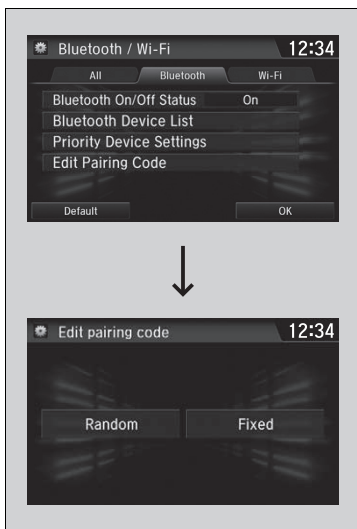 Bluetooth / Wi-Fi 12:34
All Bluetooth Wi-Fi
Bluetooth On/Off Status On
Bluetooth Device List
Priority Device Settings
Edit Pairing Code
Default OK
Edit pairing code 12:34
Random Fixed